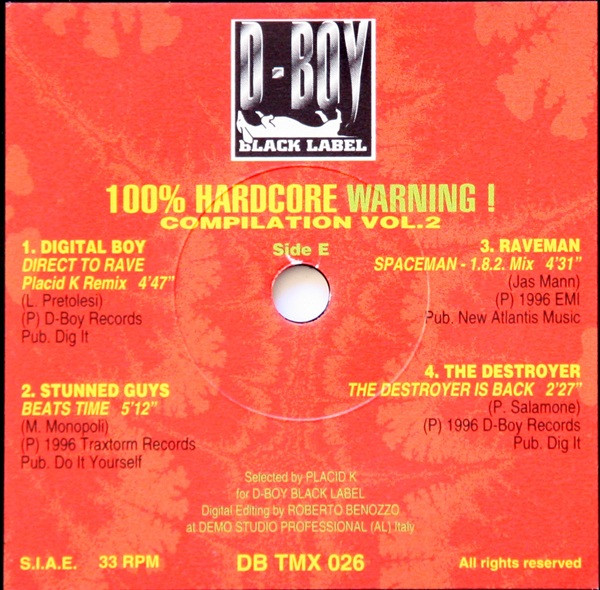 D-BOY
BLACK LABEL
100% HARDCORE WARNING !
COMPILATION VOL.2
Side E
1. DIGITAL BOY
DIRECT TO RAVE
Placid K Remix 4'47"
(L. Pretolesi)
(P) D-Boy Records
Pub. Dig It
2. STUNNED GUYS
BEATS TIME 5'12"
(M. Monopoli)
(P) 1996 Traxtorm Records
Pub. Do It Yourself
3. RAVEMAN
SPACEMAN - 1.8.2. Mix 4'31"
(Jas Mann)
(P) 1996 EMI
Pub. New Atlantis Music
4. THE DESTROYER
THE DESTROYER IS BACK 2'27"
(P. Salamone)
(P) 1996 D-Boy Records
Pub. Dig It
Selected by PLACID K
for D-BOY BLACK LABEL
Digital Editing by ROBERTO BENOZZO
at DEMO STUDIO PROFESSIONAL (AL) Italy
S.I.A.E. 33 RPM DB TMX 026 All rights reserved